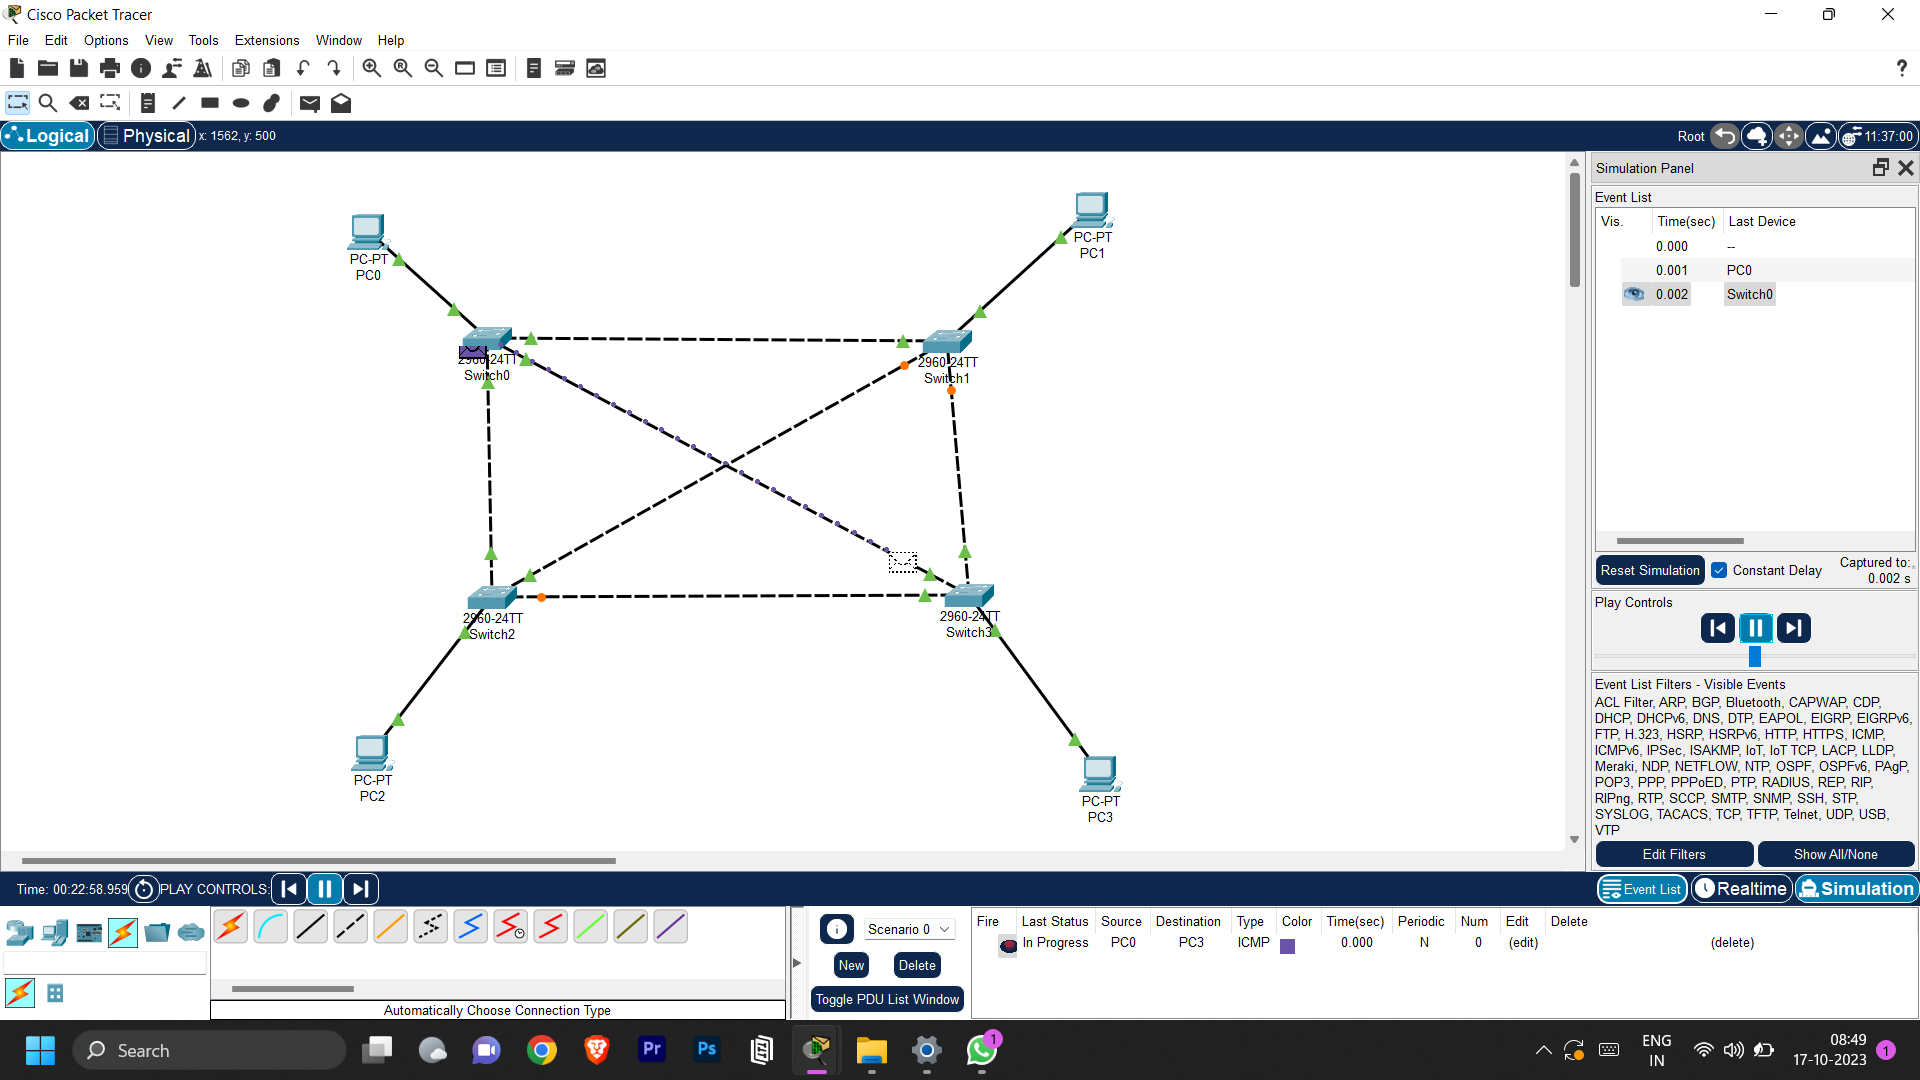 Cisco Packet Tracer
File Edit Options View Tools Extensions Window Help
?
Logical Physical x: 1562, y: 500 Root 11:37:00
Simulation Panel
Event List
Vis. Time(sec) Last Device
0.000 --
0.001 PC0
0.002 Switch0
PC-PT
PC0
PC-PT
PC1
2960-24TT
Switch0
2960-24TT
Switch1
2960-24TT
Switch2
2960-24TT
Switch3
PC-PT
PC2
PC-PT
PC3
Reset Simulation Constant Delay Captured to:
0.002 s
Play Controls
Event List Filters - Visible Events
ACL Filter, ARP, BGP, Bluetooth, CAPWAP, CDP,
DHCP, DHCPv6, DNS, DTP, EAPOL, EIGRP, EIGRPv6,
FTP, H.323, HSRP, HSRPv6, HTTP, HTTPS, ICMP,
ICMPv6, IPSec, ISAKMP, IoT, IoT TCP, LACP, LLDP,
Meraki, NDP, NETFLOW, NTP, OSPF, OSPFv6, PAgP,
POP3, PPP, PPPoED, PTP, RADIUS, REP, RIP,
RIPng, RTP, SCCP, SMTP, SNMP, SSH, STP,
SYSLOG, TACACS, TCP, TFTP, Telnet, UDP, USB,
VTP
Edit Filters Show All/None
Time: 00:22:58.959 PLAY CONTROLS: Event List Realtime Simulation
Scenario 0
New Delete
Toggle PDU List Window
Fire Last Status Source Destination Type Color Time(sec) Periodic Num Edit Delete
In Progress PC0 PC3 ICMP 0.000 N 0 (edit) (delete)
Automatically Choose Connection Type
Search
Pr Ps 1
ENG
IN
08:49
17-10-2023
1